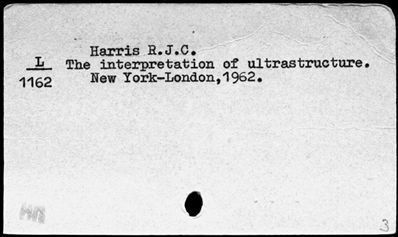 Harris R.J.C.
L The interpretation of ultrastructure.
1162 New York-London,1962.
3